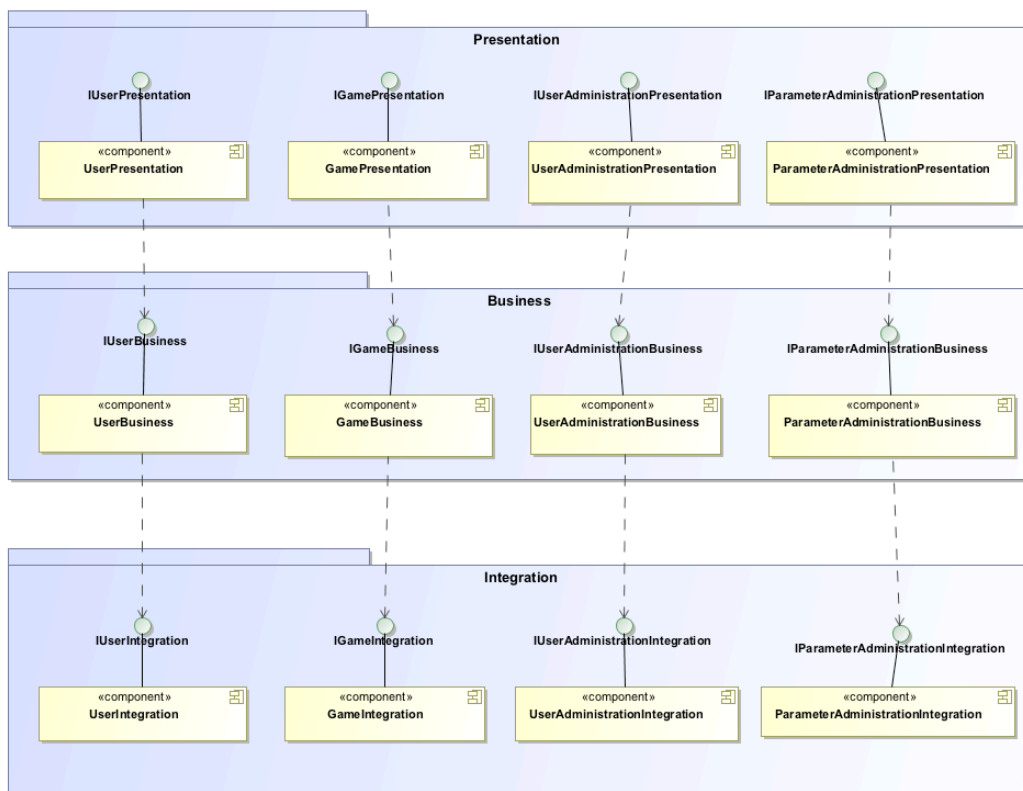 Presentation
IUserPresentation
IGamePresentation
IUserAdministrationPresentation
IParameterAdministrationPresentation
«component»
UserPresentation
«component»
GamePresentation
«component»
UserAdministrationPresentation
«component»
ParameterAdministrationPresentation
Business
IUserBusiness
IGameBusiness
IUserAdministrationBusiness
IParameterAdministrationBusiness
«component»
UserBusiness
«component»
GameBusiness
«component»
UserAdministrationBusiness
«component»
ParameterAdministrationBusiness
Integration
IUserIntegration
IGameIntegration
IUserAdministrationIntegration
IParameterAdministrationIntegration
«component»
UserIntegration
«component»
GameIntegration
«component»
UserAdministrationIntegration
«component»
ParameterAdministrationIntegration